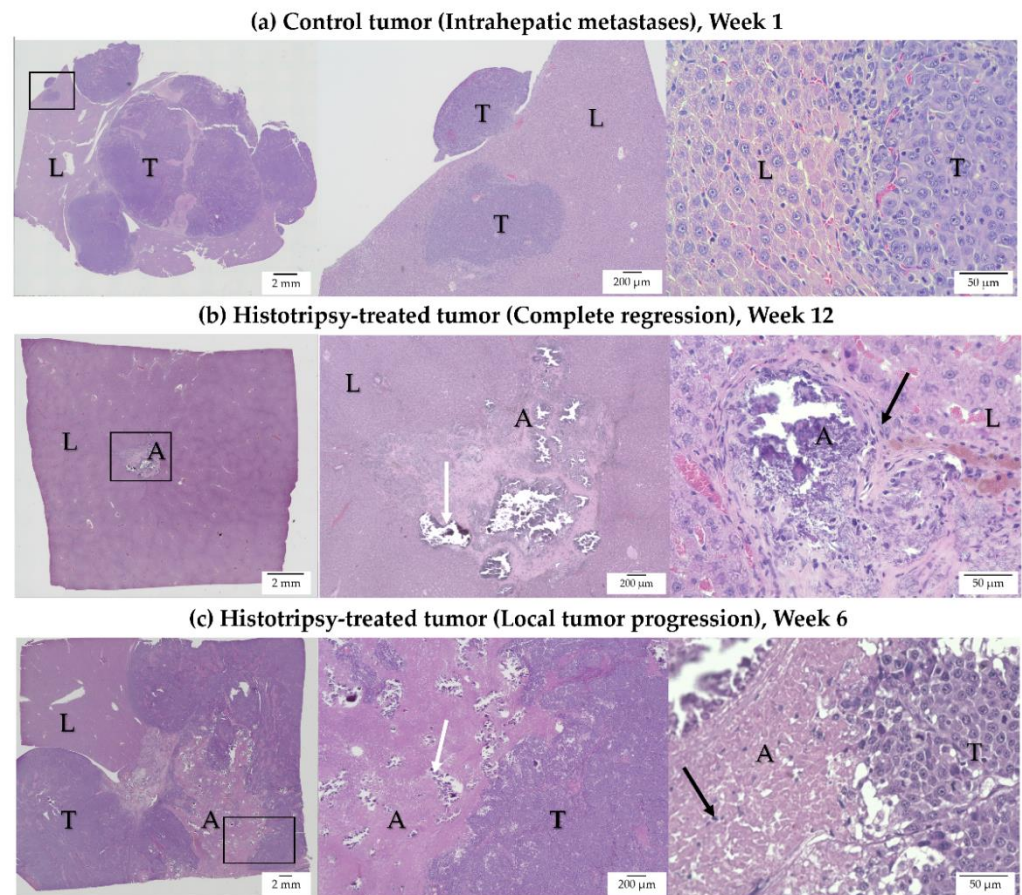 (a) Control tumor (Intrahepatic metastases), Week 1
L
T
2 mm
T
L
T
200 µm
L
T
50 µm
(b) Histotripsy-treated tumor (Complete regression), Week 12
L
A
2 mm
L
A
200 µm
A
L
50 µm
(c) Histotripsy-treated tumor (Local tumor progression), Week 6
L
T
A
2 mm
A
T
200 µm
A
T
50 µm